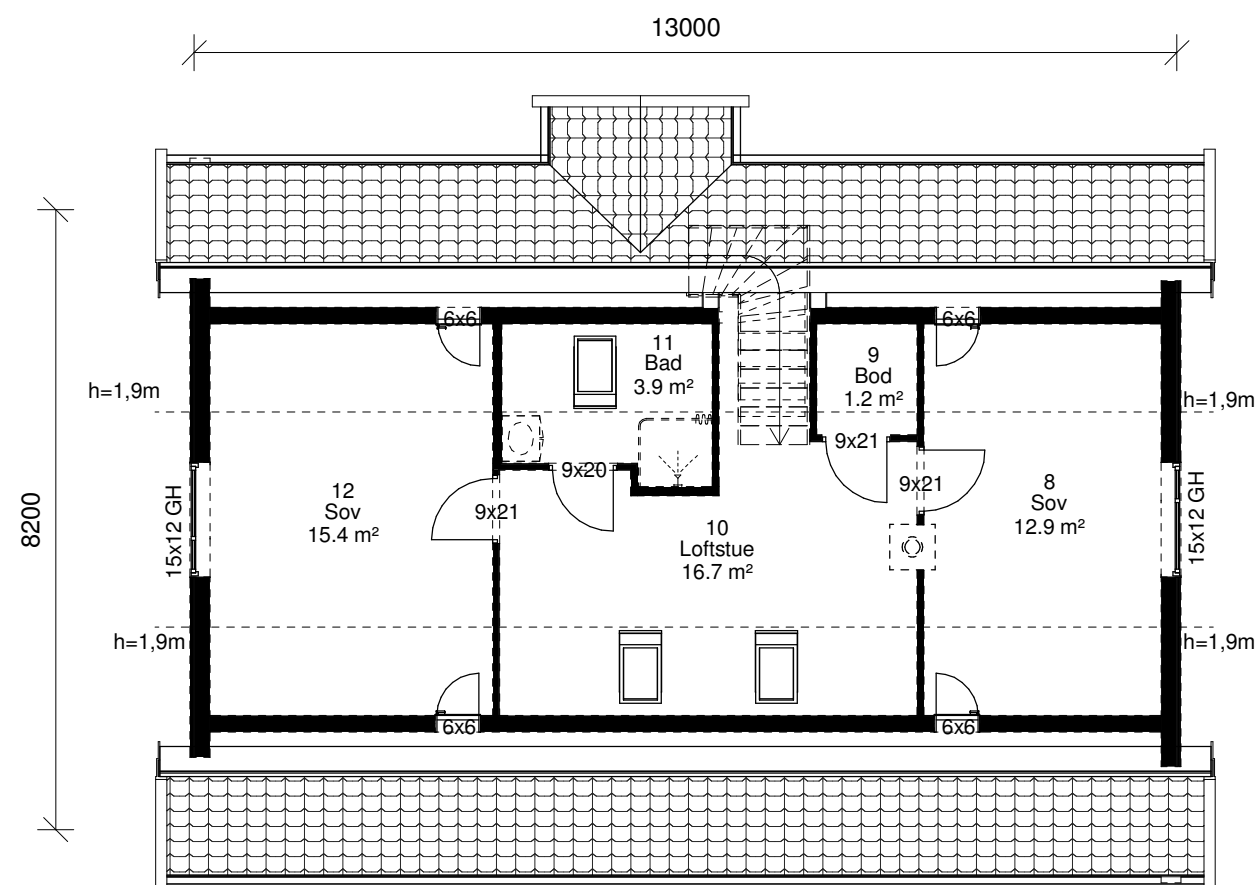 13000
8200
6x6
6x6
11
Bad
3.9 m²
9
Bod
1.2 m²
h=1,9m
h=1,9m
9x21
9x20
9x21
9x21
15x12 GH
12
Sov
15.4 m²
10
Loftstue
16.7 m²
8
Sov
12.9 m²
15x12 GH
h=1,9m
h=1,9m
6x6
6x6